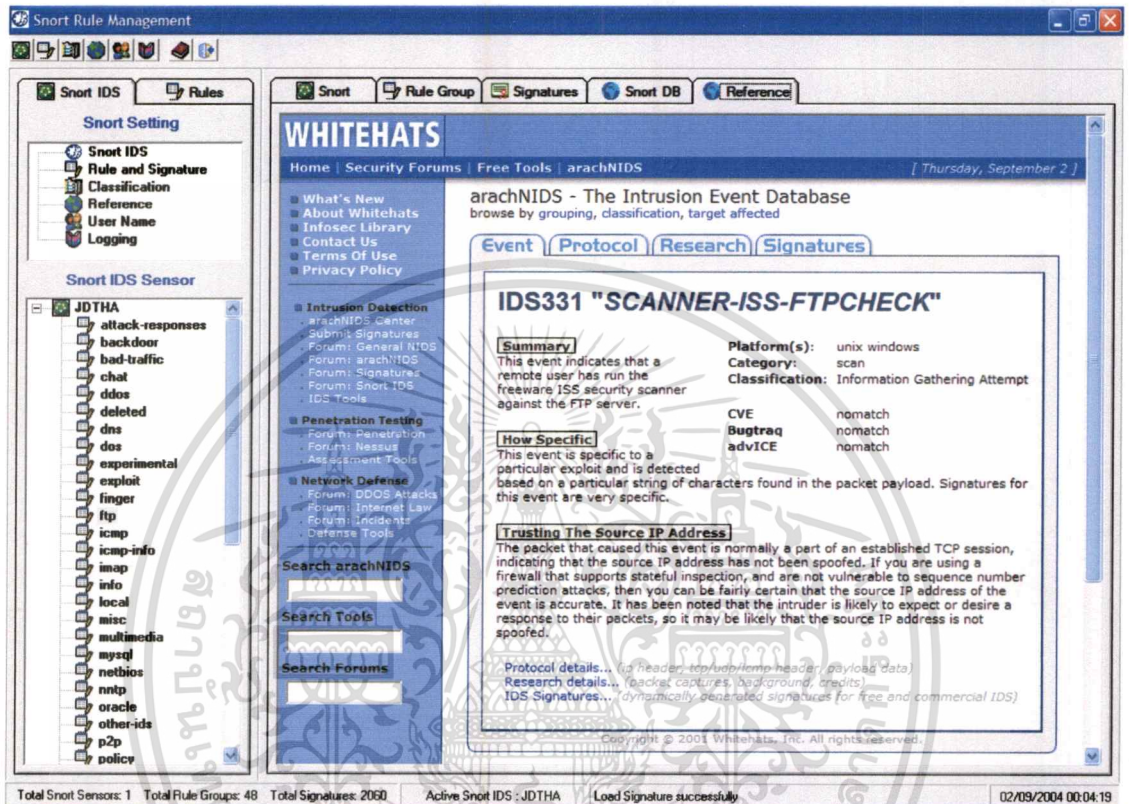 Snort Rule Management
Snort IDS
Rules
Snort Setting
Snort IDS
Rule and Signature
Classification
Reference
User Name
Logging
Snort IDS Sensor
JDTHA
attack-responses
backdoor
bad-traffic
chat
ddos
deleted
dns
dos
experimental
exploit
finger
ftp
icmp
icmp-info
imap
info
local
misc
multimedia
mysql
netbios
nntp
oracle
other-ids
p2p
policy
Snort
Rule Group
Signatures
Snort DB
Reference
WHITEHATS
Home | Security Forums | Free Tools | arachNIDS
[ Thursday, September 2 ]
What's New
About Whitehats
Infosec Library
Contact Us
Terms Of Use
Privacy Policy
Intrusion Detection
arachNIDS Center
Submit Signatures
Forum: General NIDS
Forum: arachNIDS
Forum: Signatures
Forum: Snort IDS
IDS Tools
Penetration Testing
Forum: Penetration
Forum: Nessus
Assessment Tools
Network Defense
Forum: DDOS Attacks
Forum: Internet Law
Forum: Incidents
Defense Tools
Search arachNIDS
Search Tools
Search Forums
arachNIDS - The Intrusion Event Database
browse by grouping, classification, target affected
Event
Protocol
Research
Signatures
IDS331 "SCANNER-ISS-FTPCHECK"
Summary
This event indicates that a
remote user has run the
freeware ISS security scanner
against the FTP server.
Platform(s): unix windows
Category: scan
Classification: Information Gathering Attempt
CVE nomatch
Bugtraq nomatch
advICE nomatch
How Specific
This event is specific to a
particular exploit and is detected
based on a particular string of characters found in the packet payload. Signatures for
this event are very specific.
Trusting The Source IP Address
The packet that caused this event is normally a part of an established TCP session,
indicating that the source IP address has not been spoofed. If you are using a
firewall that supports stateful inspection, and are not vulnerable to sequence number
prediction attacks, then you can be fairly certain that the source IP address of the
event is accurate. It has been noted that the intruder is likely to expect or desire a
response to their packets, so it may be likely that the source IP address is not
spoofed.
Protocol details... (ip header, tcp/udp/icmp header, payload data)
Research details... (packet captures, background, credits)
IDS Signatures... (dynamically generated signatures for free and commercial IDS)
Copyright © 2001 Whitehats, Inc. All rights reserved.
Total Snort Sensors: 1
Total Rule Groups: 48
Total Signatures: 2060
Active Snort IDS : JDTHA
Load Signature successfuly
02/09/2004 00:04:19